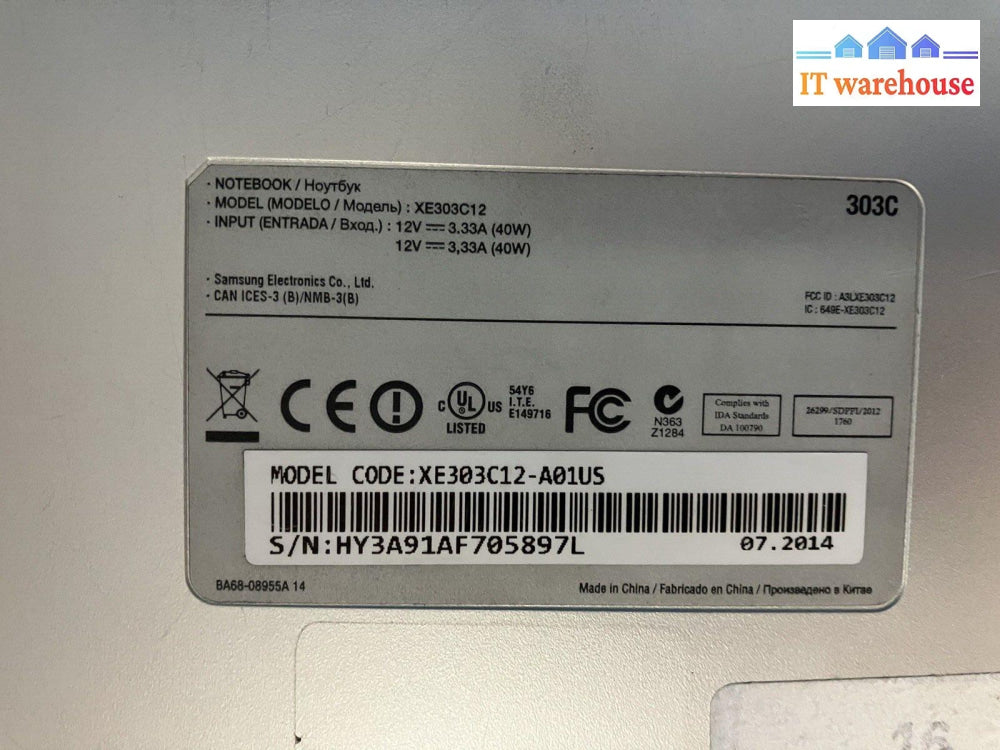 IT warehouse
· NOTEBOOK / Ноутбук
· MODEL (MODELO / Модель) : XE303C12
303C
· INPUT (ENTRADA / Вход.) : 12V ⎓ 3.33A (40W)
12V ⎓ 3,33A (40W)
· Samsung Electronics Co., Ltd.
· CAN ICES-3 (B)/NMB-3(B)
FCC ID : A3LXE303C12
IC : 649E-XE303C12
CE
C UL US
LISTED
54Y6
I.T.E.
E149716
FC
N363
Z1284
Complies with
IDA Standards
DA 100790
26299/SDPPI/2012
1760
MODEL CODE:XE303C12-A01US
S/N:HY3A91AF705897L
07.2014
BA68-08955A 14
Made in China / Fabricado en China / Произведено в Китае
16